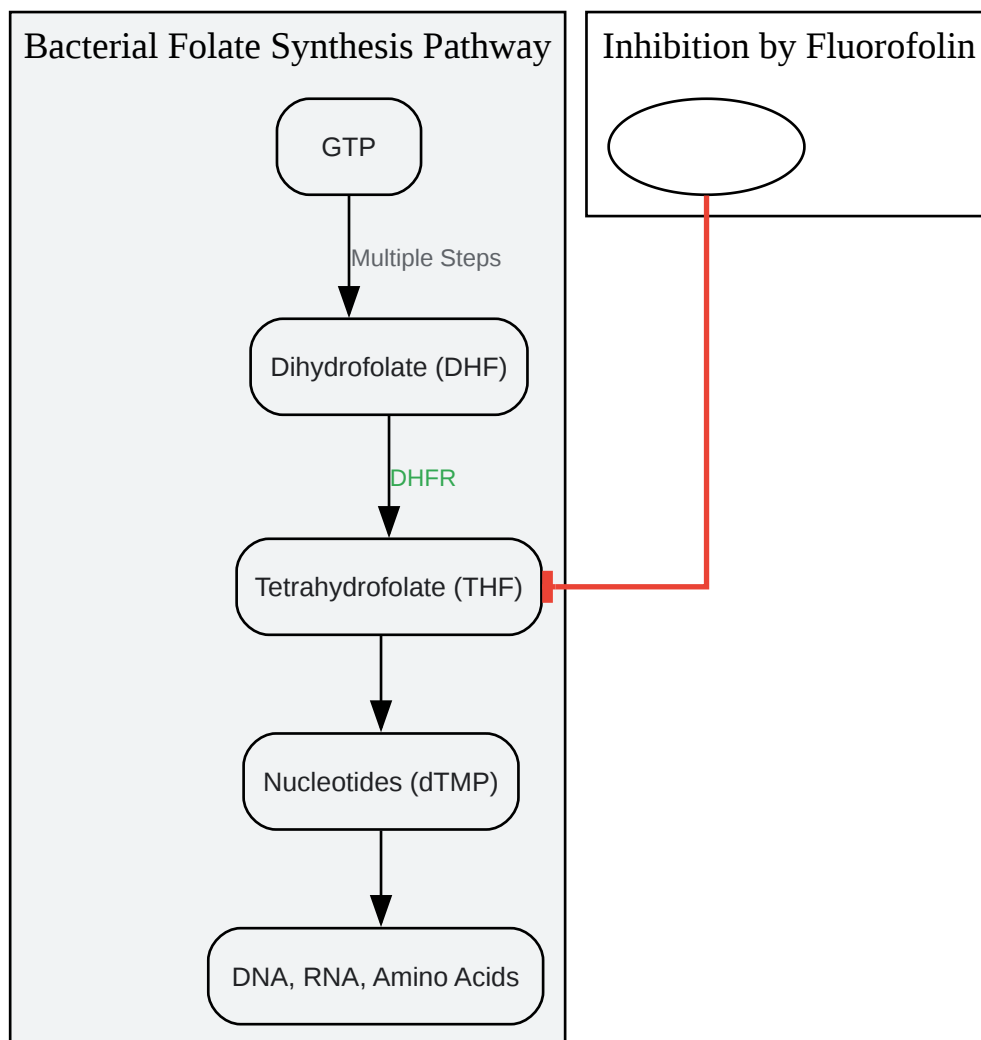 Bacterial Folate Synthesis Pathway
Inhibition by Fluorofolin
GTP
Multiple Steps
Dihydrofolate (DHF)
DHFR
Tetrahydrofolate (THF)
Nucleotides (dTMP)
DNA, RNA, Amino Acids